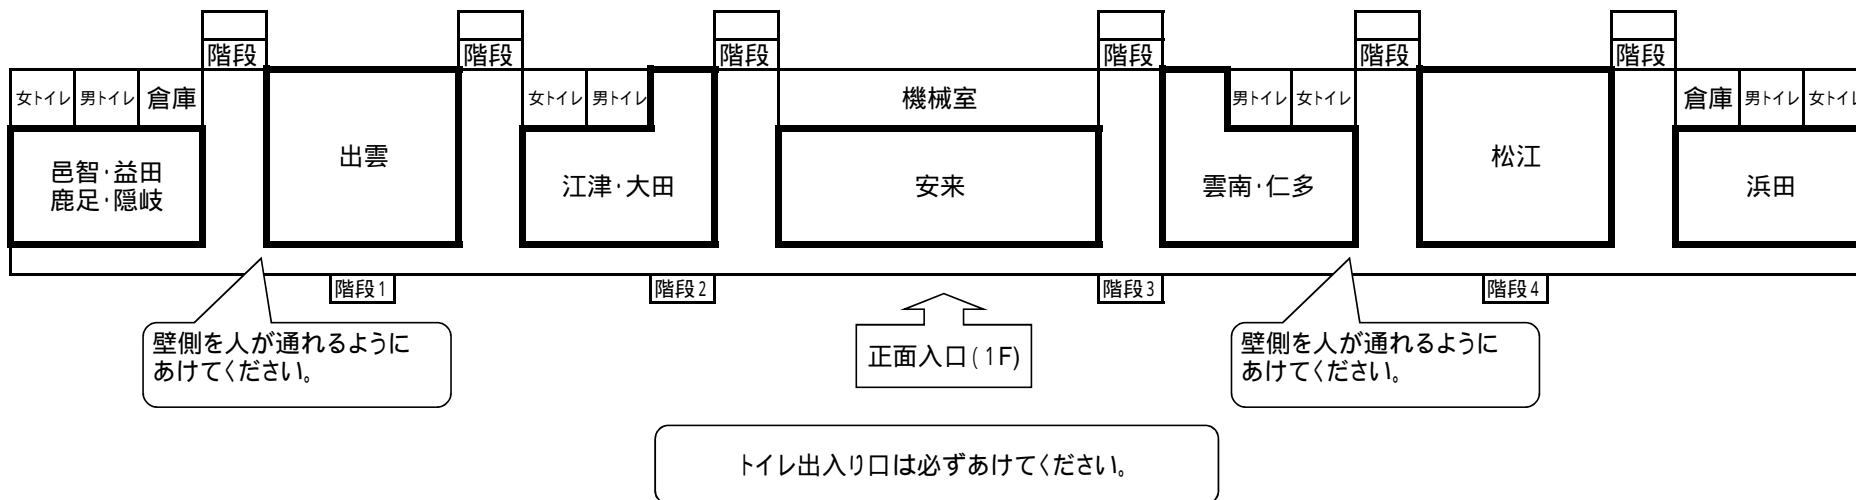 階段
階段
階段
階段
階段
階段
女トイレ
男トイレ
倉庫
女トイレ
男トイレ
機械室
男トイレ
女トイレ
倉庫
男トイレ
女トイレ
邑智・益田
鹿足・隠岐
出雲
江津・大田
安来
雲南・仁多
松江
浜田
階段1
階段2
階段3
階段4
壁側を人が通れるように
あけてください。
正面入口(1F)
壁側を人が通れるように
あけてください。
トイレ出入り口は必ずあけてください。